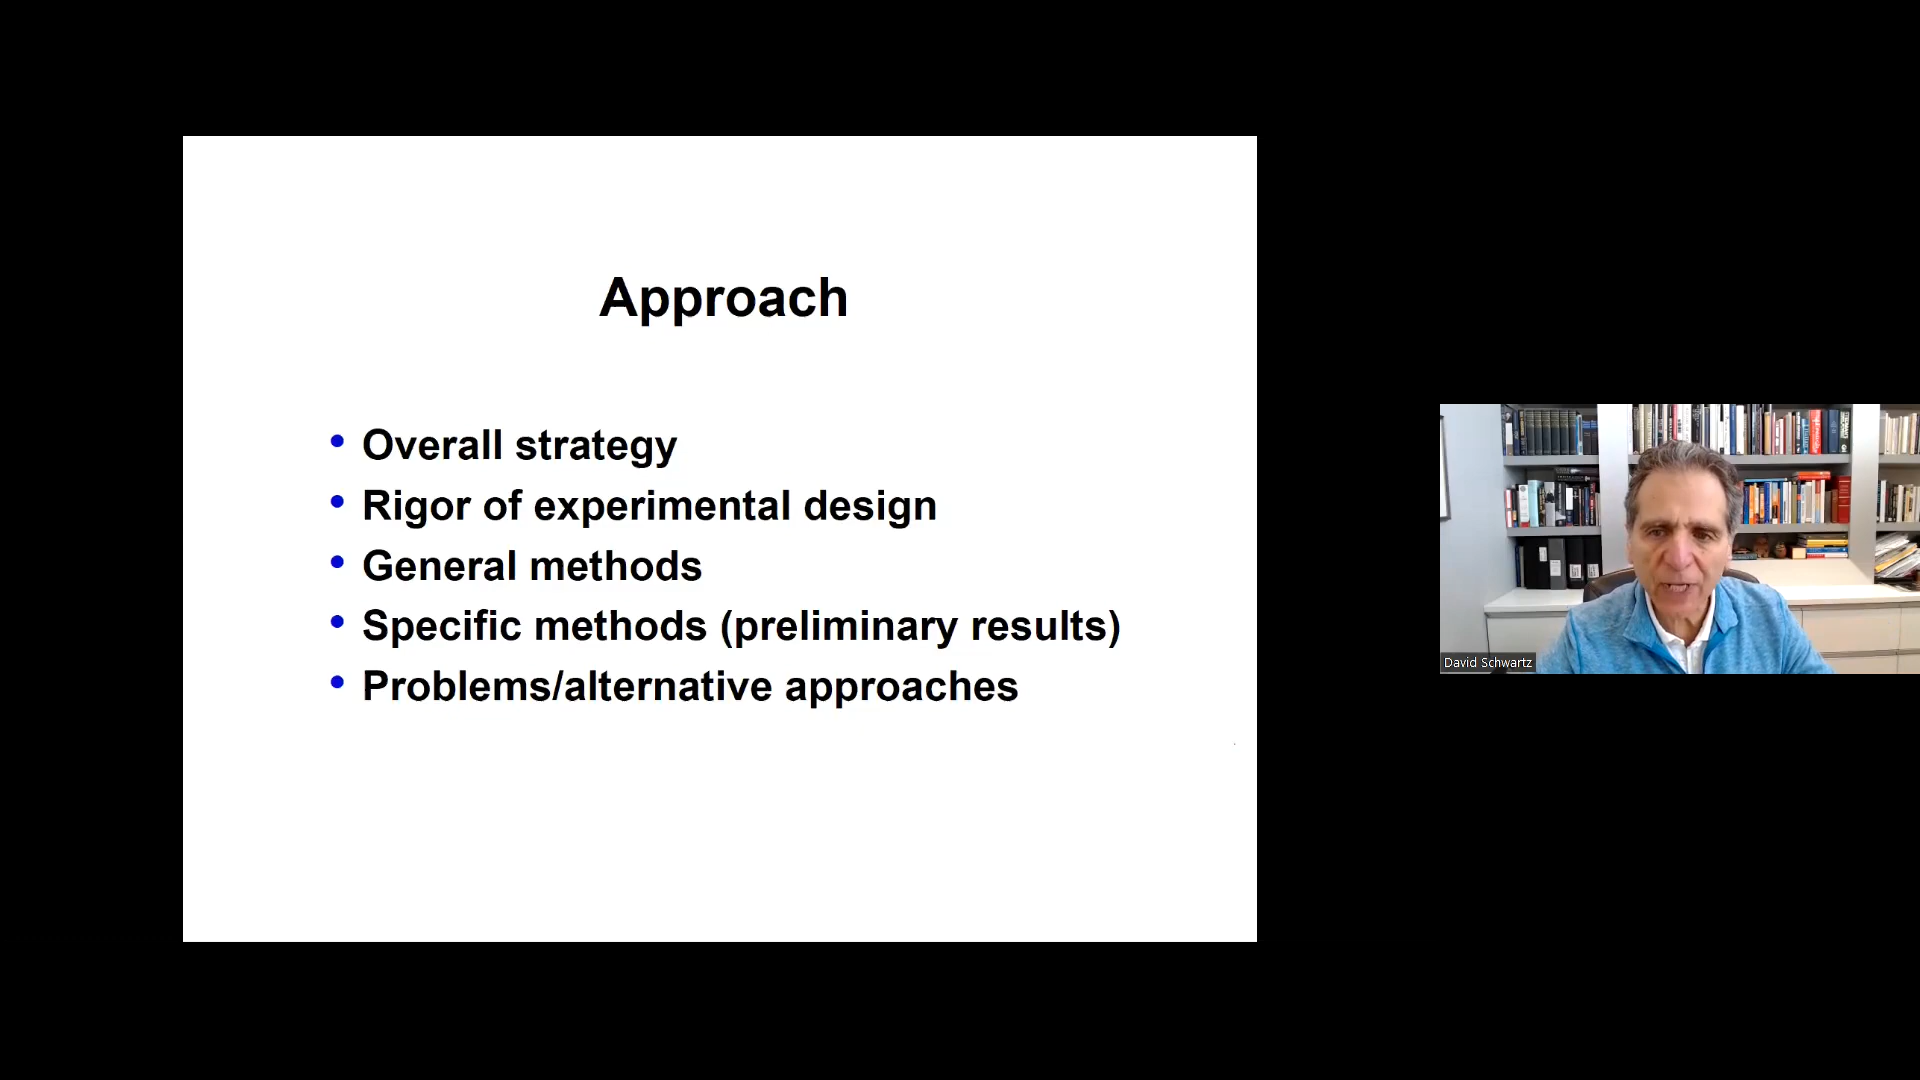 Approach
• Overall strategy
• Rigor of experimental design
• General methods
• Specific methods (preliminary results)
• Problems/alternative approaches
David Schwartz